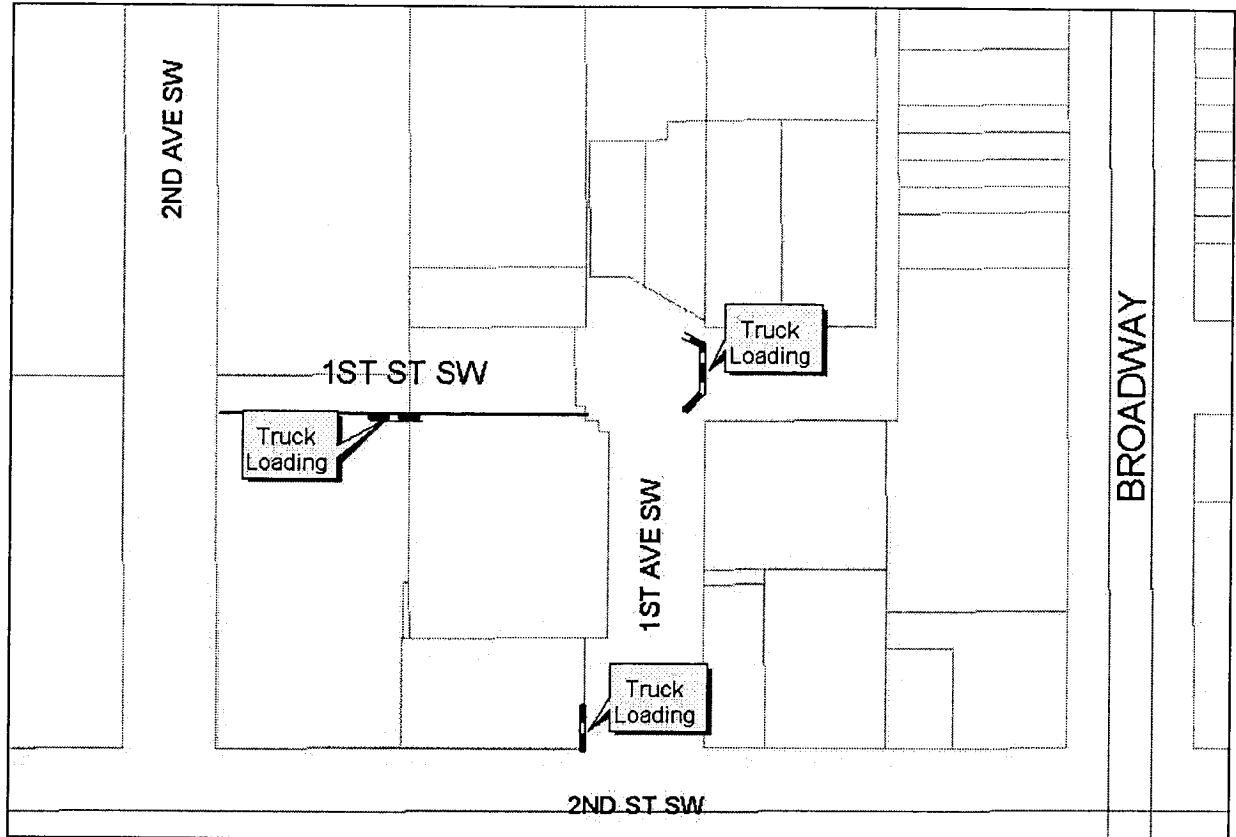 2ND AVE SW
BROADWAY
Truck
Loading
1ST ST SW
Truck
Loading
1ST AVE SW
Truck
Loading
2ND ST SW